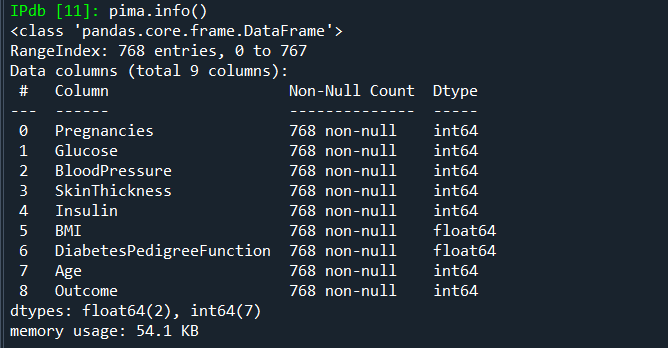 IPdb [11]: pima.info()
<class 'pandas.core.frame.DataFrame'>
RangeIndex: 768 entries, 0 to 767
Data columns (total 9 columns):
 #   Column                    Non-Null Count  Dtype
---  ------                    --------------  -----
 0   Pregnancies               768 non-null    int64
 1   Glucose                   768 non-null    int64
 2   BloodPressure             768 non-null    int64
 3   SkinThickness             768 non-null    int64
 4   Insulin                   768 non-null    int64
 5   BMI                       768 non-null    float64
 6   DiabetesPedigreeFunction  768 non-null    float64
 7   Age                       768 non-null    int64
 8   Outcome                   768 non-null    int64
dtypes: float64(2), int64(7)
memory usage: 54.1 KB